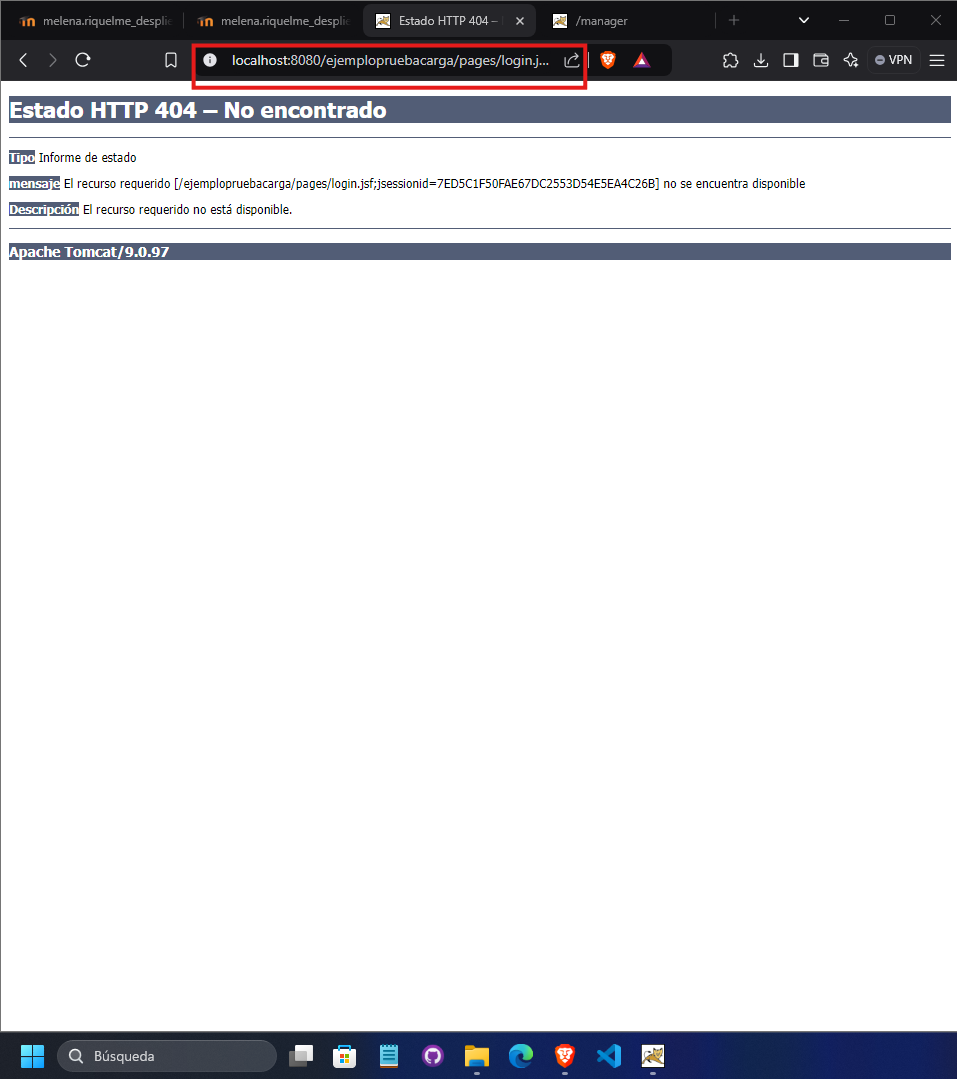 melena.riquelme_desplie
melena.riquelme_desplie
Estado HTTP 404 –
/manager
localhost:8080/ejemplopruebacarga/pages/login.j...
VPN
Estado HTTP 404 – No encontrado
Tipo Informe de estado
mensaje El recurso requerido [/ejemplopruebacarga/pages/login.jsf;jsessionid=7ED5C1F50FAE67DC2553D54E5EA4C26B] no se encuentra disponible
Descripción El recurso requerido no está disponible.
Apache Tomcat/9.0.97
Búsqueda